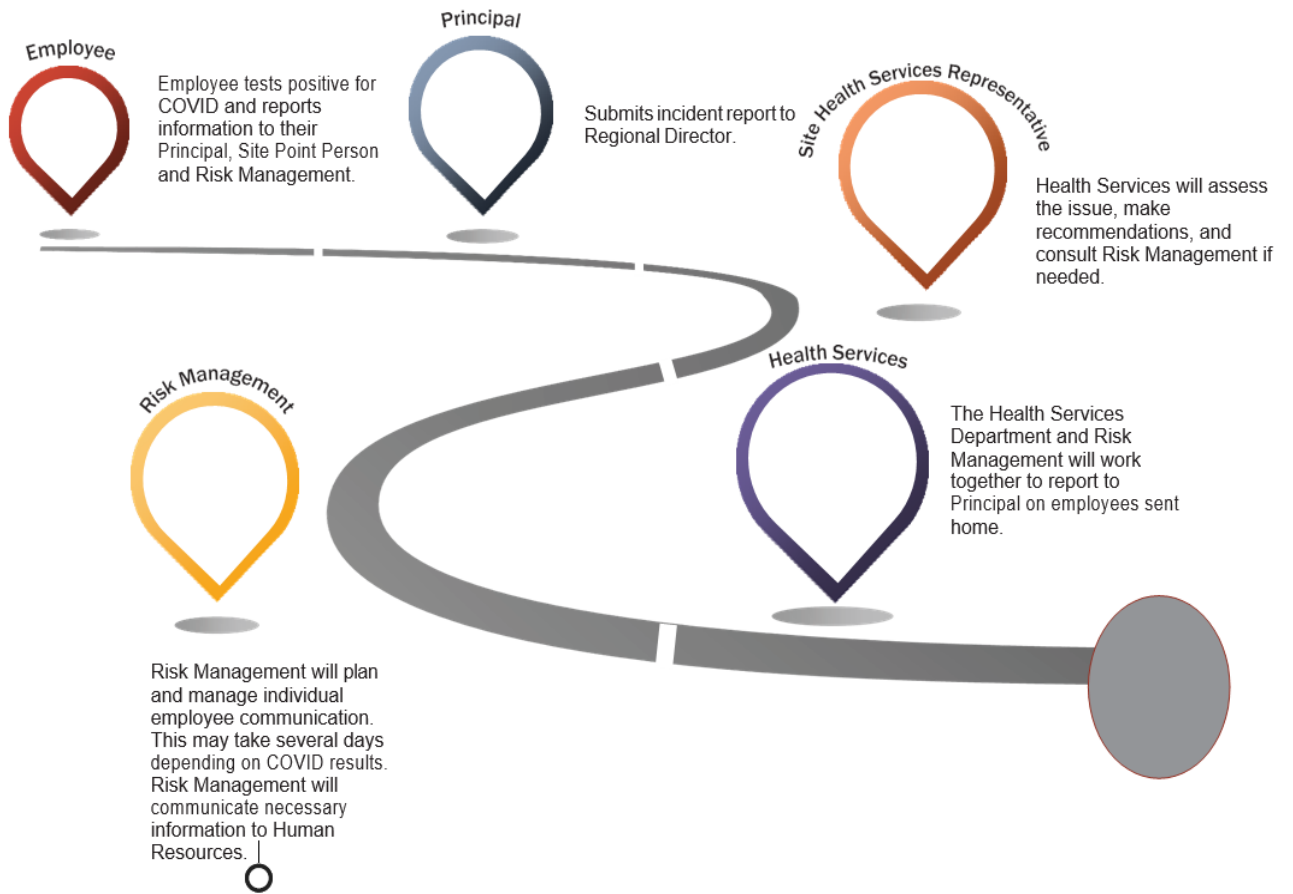 Employee
Employee tests positive for
COVID and reports
information to their
Principal, Site Point Person
and Risk Management.
Principal
Submits incident report to
Regional Director.
Site Health Services Representative
Health Services will assess
the issue, make
recommendations, and
consult Risk Management if
needed.
Risk Management
Risk Management will plan
and manage individual
employee communication.
This may take several days
depending on COVID results.
Risk Management will
communicate necessary
information to Human
Resources.
Health Services
The Health Services
Department and Risk
Management will work
together to report to
Principal on employees sent
home.